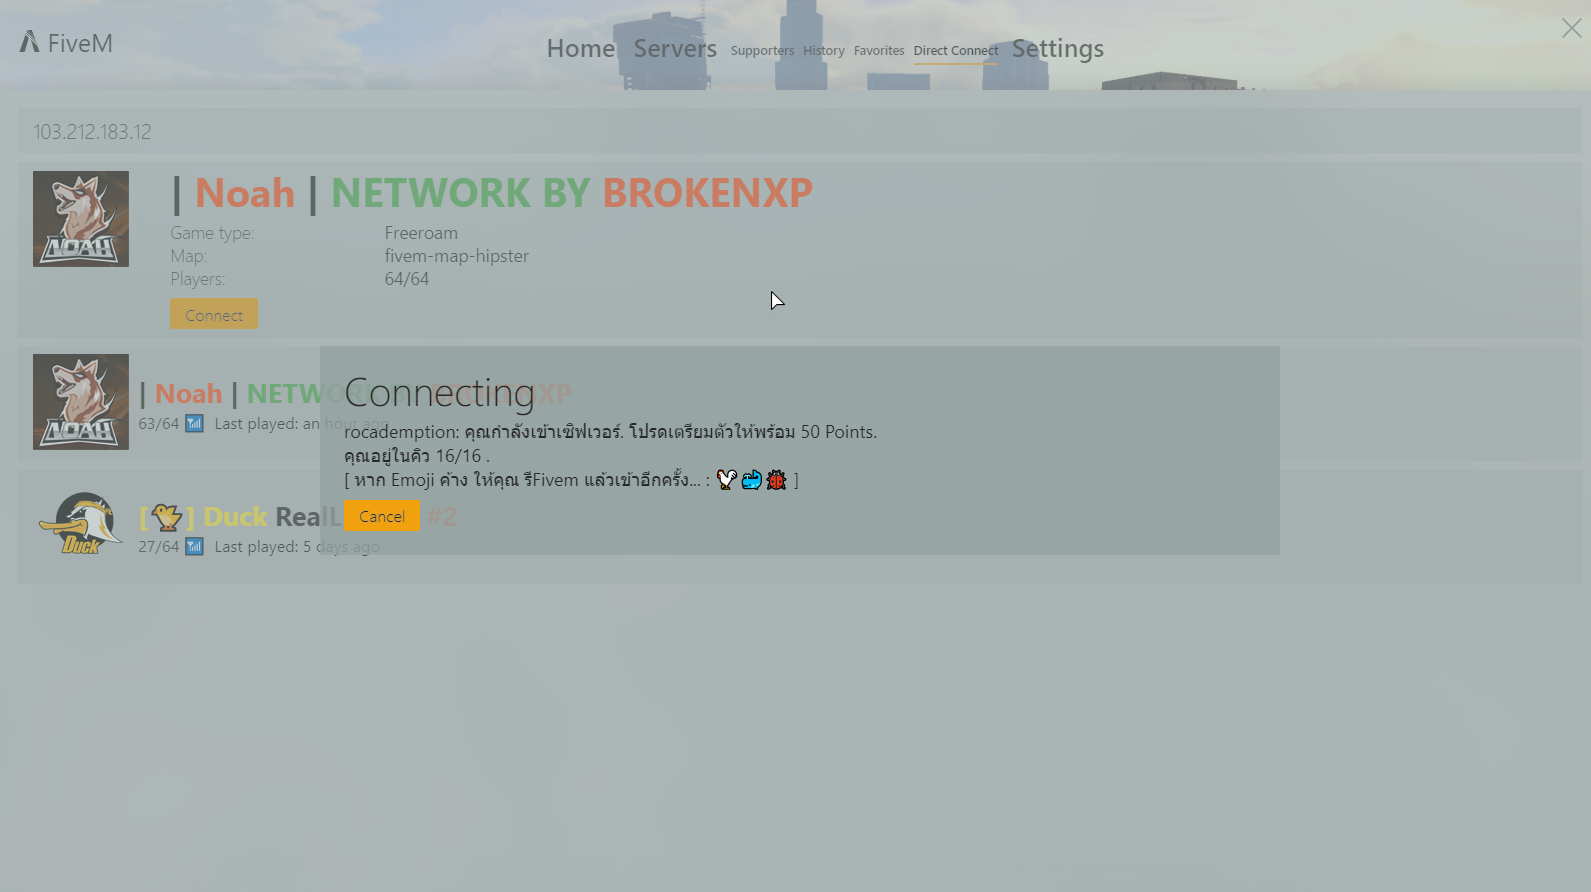 FiveM
Home Servers Supporters History Favorites Direct Connect Settings
103.212.183.12
NOAH
| Noah | NETWORK BY BROKENXP
Game type: Freeroam
Map: fivem-map-hipster
Players: 64/64
Connect
NOAH
| Noah | NETWORK BY BROKENXP
63/64 📶 Last played: an hour ago
Connecting
rocademption: คุณกำลังเข้าเซิฟเวอร์. โปรดเตรียมตัวให้พร้อม 50 Points.
คุณอยู่ในคิว 16/16 .
[ หาก Emoji ค้าง ให้คุณ รีFivem แล้วเข้าอีกครั้ง... : 🐓🐳🐞 ]
Cancel
Duck
[🐤] Duck RealL #2
27/64 📶 Last played: 5 days ago